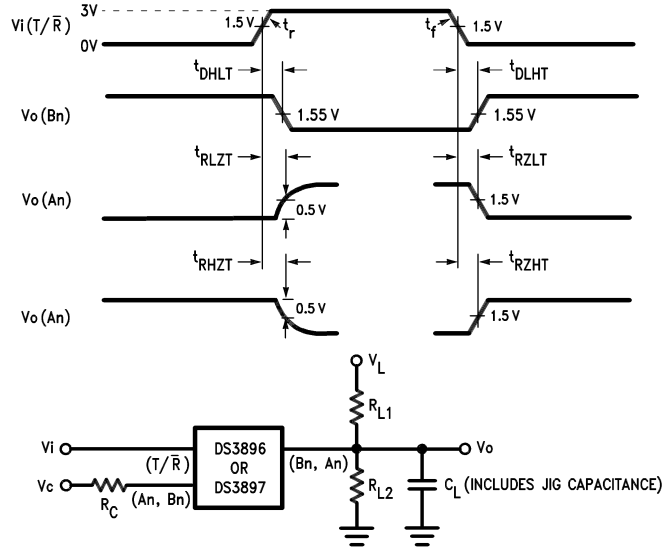 3V
Vi (T/R̅) 1.5 V tr tf 1.5 V
0V
tDHLT tDLHT
Vo (Bn) 1.55 V 1.55 V
tRLZT tRZLT
Vo (An) 0.5 V 1.5 V
tRHZT tRZHT
Vo (An) 0.5 V 1.5 V
VL
RL1
Vi (T/R̅) DS3896 (Bn, An) Vo
OR
Vc RC (An, Bn) DS3897 RL2 CL (INCLUDES JIG CAPACITANCE)